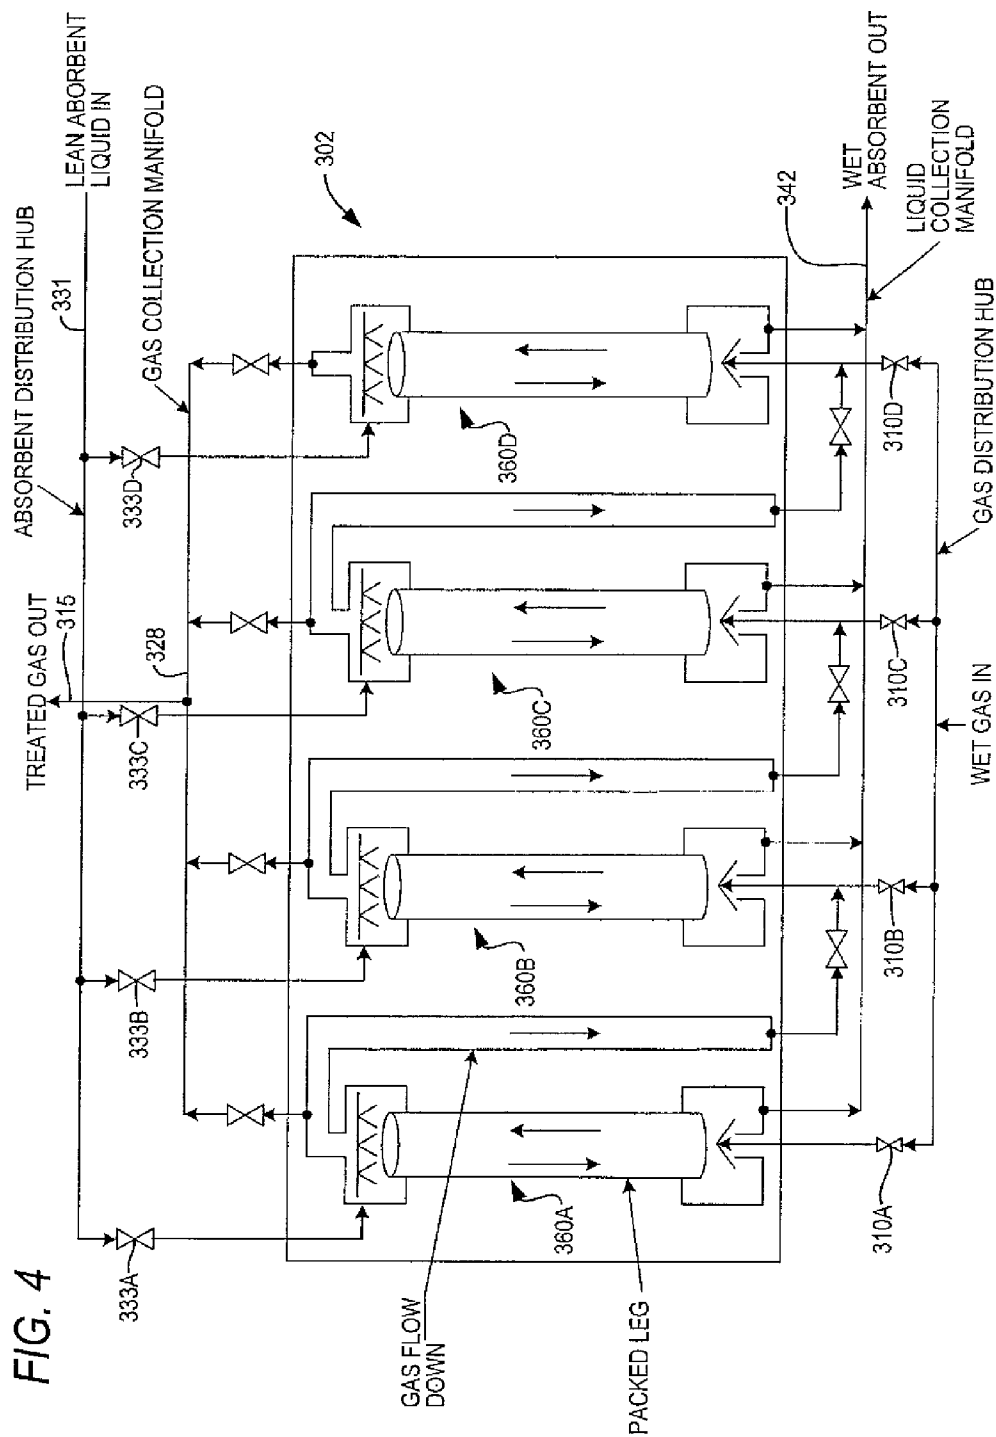 FIG. 4
TREATED GAS OUT
315
ABSORBENT DISTRIBUTION HUB
331
LEAN ABORBENT
LIQUID IN
GAS COLLECTION MANIFOLD
328
302
333A
333B
333C
333D
GAS FLOW
DOWN
PACKED LEG
360A
360B
360C
360D
310A
310B
310C
310D
WET GAS IN
GAS DISTRIBUTION HUB
342
WET
ABSORBENT OUT
LIQUID
COLLECTION
MANIFOLD